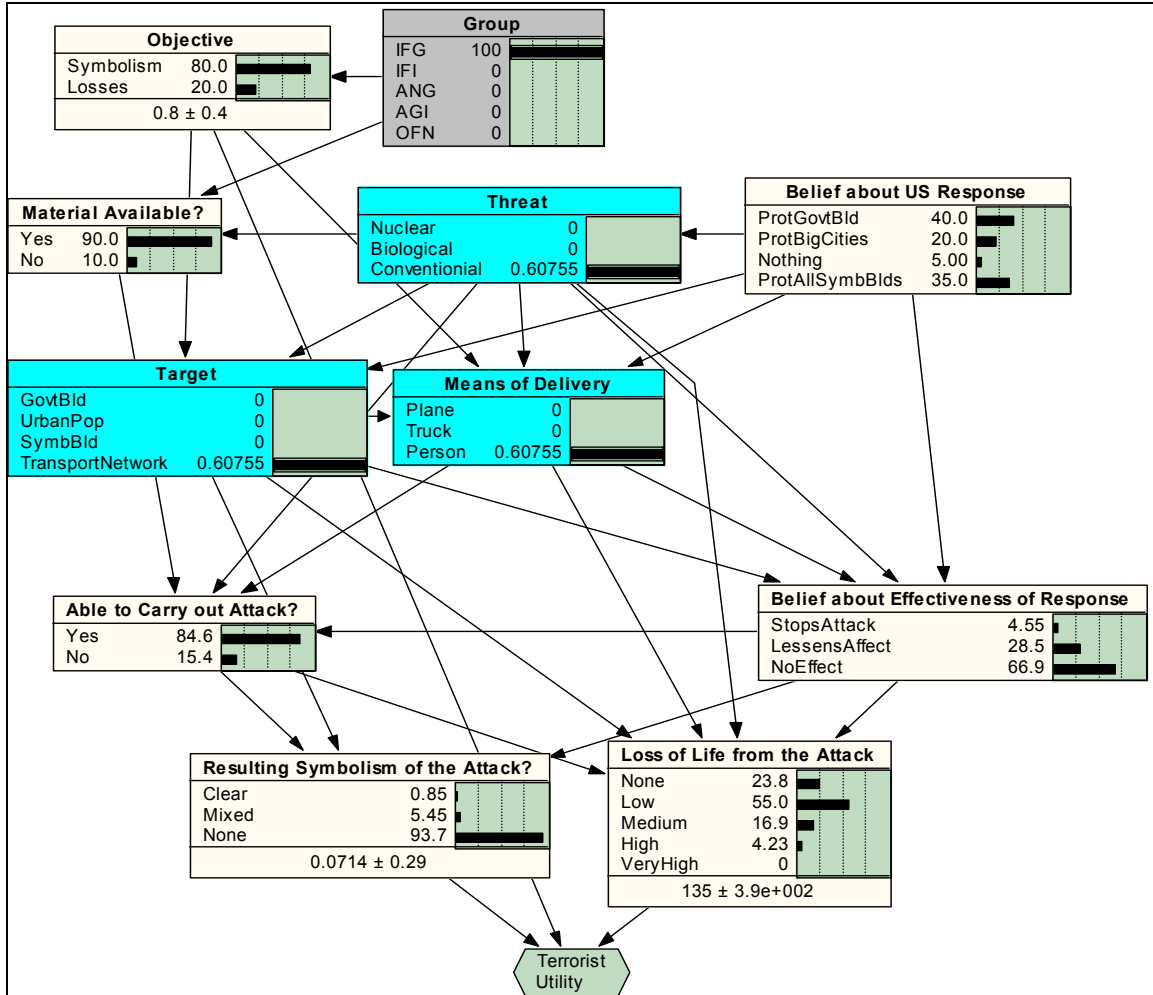 Objective
Symbolism 80.0
Losses 20.0
0.8 ± 0.4
Group
IFG 100
IFI 0
ANG 0
AGI 0
OFN 0
Material Available?
Yes 90.0
No 10.0
Threat
Nuclear 0
Biological 0
Conventionial 0.60755
Belief about US Response
ProtGovtBld 40.0
ProtBigCities 20.0
Nothing 5.00
ProtAllSymbBlds 35.0
Target
GovtBld 0
UrbanPop 0
SymbBld 0
TransportNetwork 0.60755
Means of Delivery
Plane 0
Truck 0
Person 0.60755
Able to Carry out Attack?
Yes 84.6
No 15.4
Belief about Effectiveness of Response
StopsAttack 4.55
LessensAffect 28.5
NoEffect 66.9
Resulting Symbolism of the Attack?
Clear 0.85
Mixed 5.45
None 93.7
0.0714 ± 0.29
Loss of Life from the Attack
None 23.8
Low 55.0
Medium 16.9
High 4.23
VeryHigh 0
135 ± 3.9e+002
Terrorist
Utility